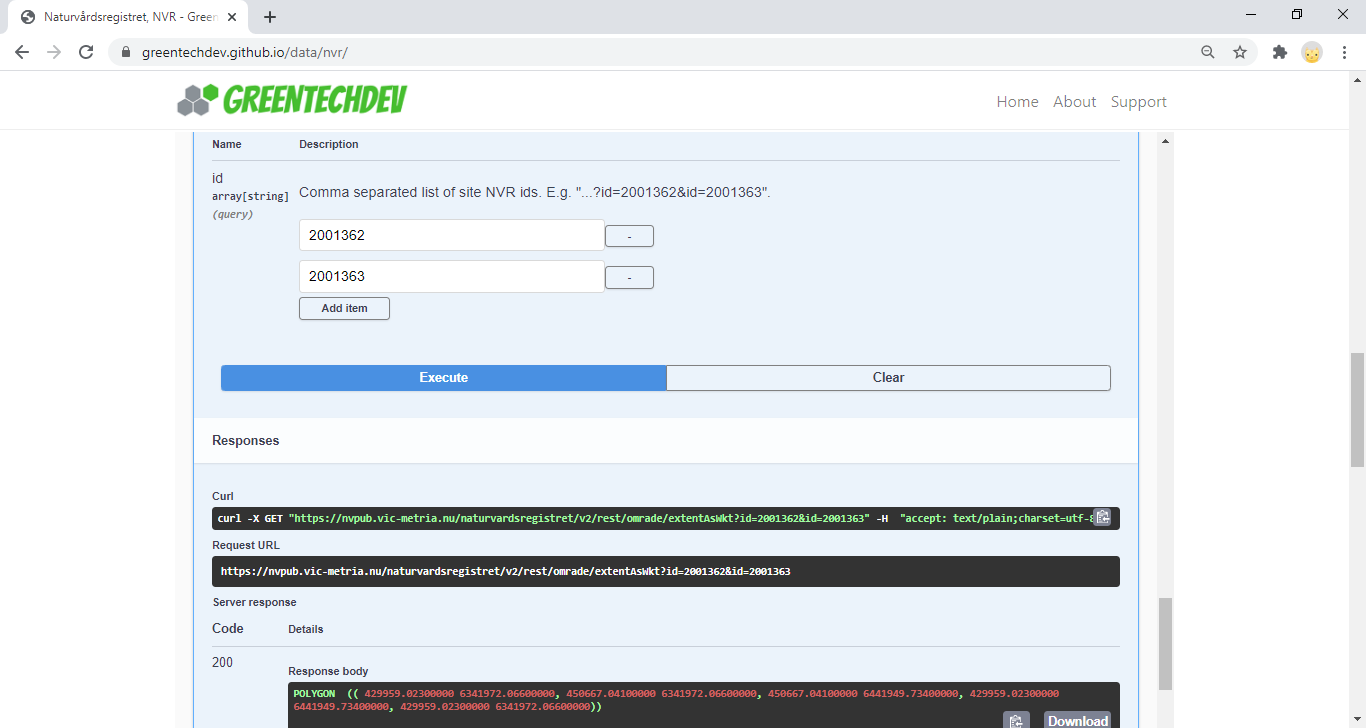 Naturvårdsregistret, NVR - Green
greentechdev.github.io/data/nvr/
GREENTECHDEV
Home About Support
Name Description
id
array[string]
(query)
Comma separated list of site NVR ids. E.g. "...?id=2001362&id=2001363".
2001362 -
2001363 -
Add item
Execute Clear
Responses
Curl
curl -X GET "https://nvpub.vic-metria.nu/naturvardsregistret/v2/rest/omrade/extentAsWkt?id=2001362&id=2001363" -H "accept: text/plain;charset=utf-8
Request URL
https://nvpub.vic-metria.nu/naturvardsregistret/v2/rest/omrade/extentAsWkt?id=2001362&id=2001363
Server response
Code Details
200
Response body
POLYGON (( 429959.02300000 6341972.06600000, 450667.04100000 6341972.06600000, 450667.04100000 6441949.73400000, 429959.02300000
6441949.73400000, 429959.02300000 6341972.06600000))
Download